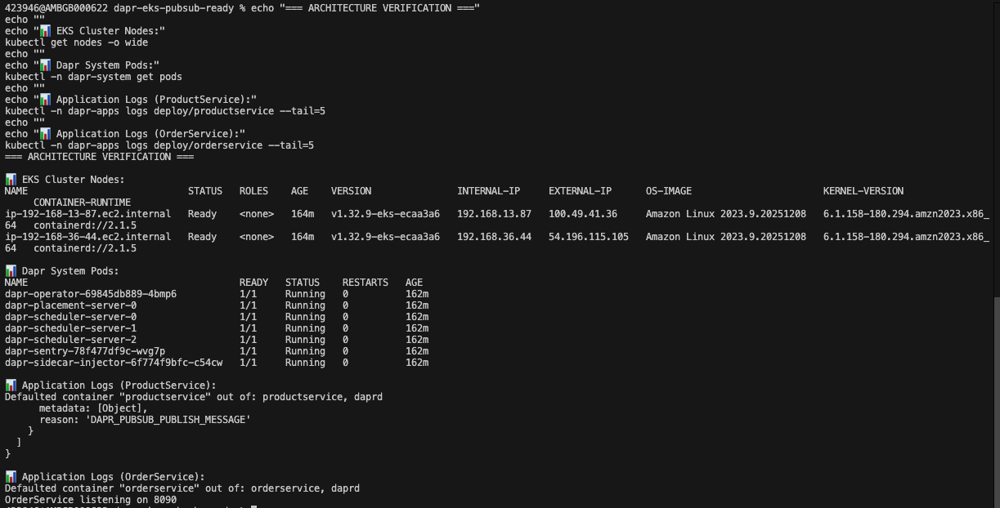 423946@AMBGB000622 dapr-eks-pubsub-ready % echo "=== ARCHITECTURE VERIFICATION ==="
echo ""
echo "📊 EKS Cluster Nodes:"
kubectl get nodes -o wide
echo ""
echo "📊 Dapr System Pods:"
kubectl -n dapr-system get pods
echo ""
echo "📊 Application Logs (ProductService):"
kubectl -n dapr-apps logs deploy/productservice --tail=5
echo ""
echo "📊 Application Logs (OrderService):"
kubectl -n dapr-apps logs deploy/orderservice --tail=5
=== ARCHITECTURE VERIFICATION ===
📊 EKS Cluster Nodes:
NAME STATUS ROLES AGE VERSION INTERNAL-IP EXTERNAL-IP OS-IMAGE KERNEL-VERSION
CONTAINER-RUNTIME
ip-192-168-13-87.ec2.internal Ready <none> 164m v1.32.9-eks-ecaa3a6 192.168.13.87 100.49.41.36 Amazon Linux 2023.9.20251208 6.1.158-180.294.amzn2023.x86_
64 containerd://2.1.5
ip-192-168-36-44.ec2.internal Ready <none> 164m v1.32.9-eks-ecaa3a6 192.168.36.44 54.196.115.105 Amazon Linux 2023.9.20251208 6.1.158-180.294.amzn2023.x86_
64 containerd://2.1.5
📊 Dapr System Pods:
NAME READY STATUS RESTARTS AGE
dapr-operator-69845db889-4bmp6 1/1 Running 0 162m
dapr-placement-server-0 1/1 Running 0 162m
dapr-scheduler-server-0 1/1 Running 0 162m
dapr-scheduler-server-1 1/1 Running 0 162m
dapr-scheduler-server-2 1/1 Running 0 162m
dapr-sentry-78f477df9c-wvg7p 1/1 Running 0 162m
dapr-sidecar-injector-6f774f9bfc-c54cw 1/1 Running 0 162m
📊 Application Logs (ProductService):
Defaulted container "productservice" out of: productservice, daprd
metadata: [Object],
reason: 'DAPR_PUBSUB_PUBLISH_MESSAGE'
}
]
}
📊 Application Logs (OrderService):
Defaulted container "orderservice" out of: orderservice, daprd
OrderService listening on 8090